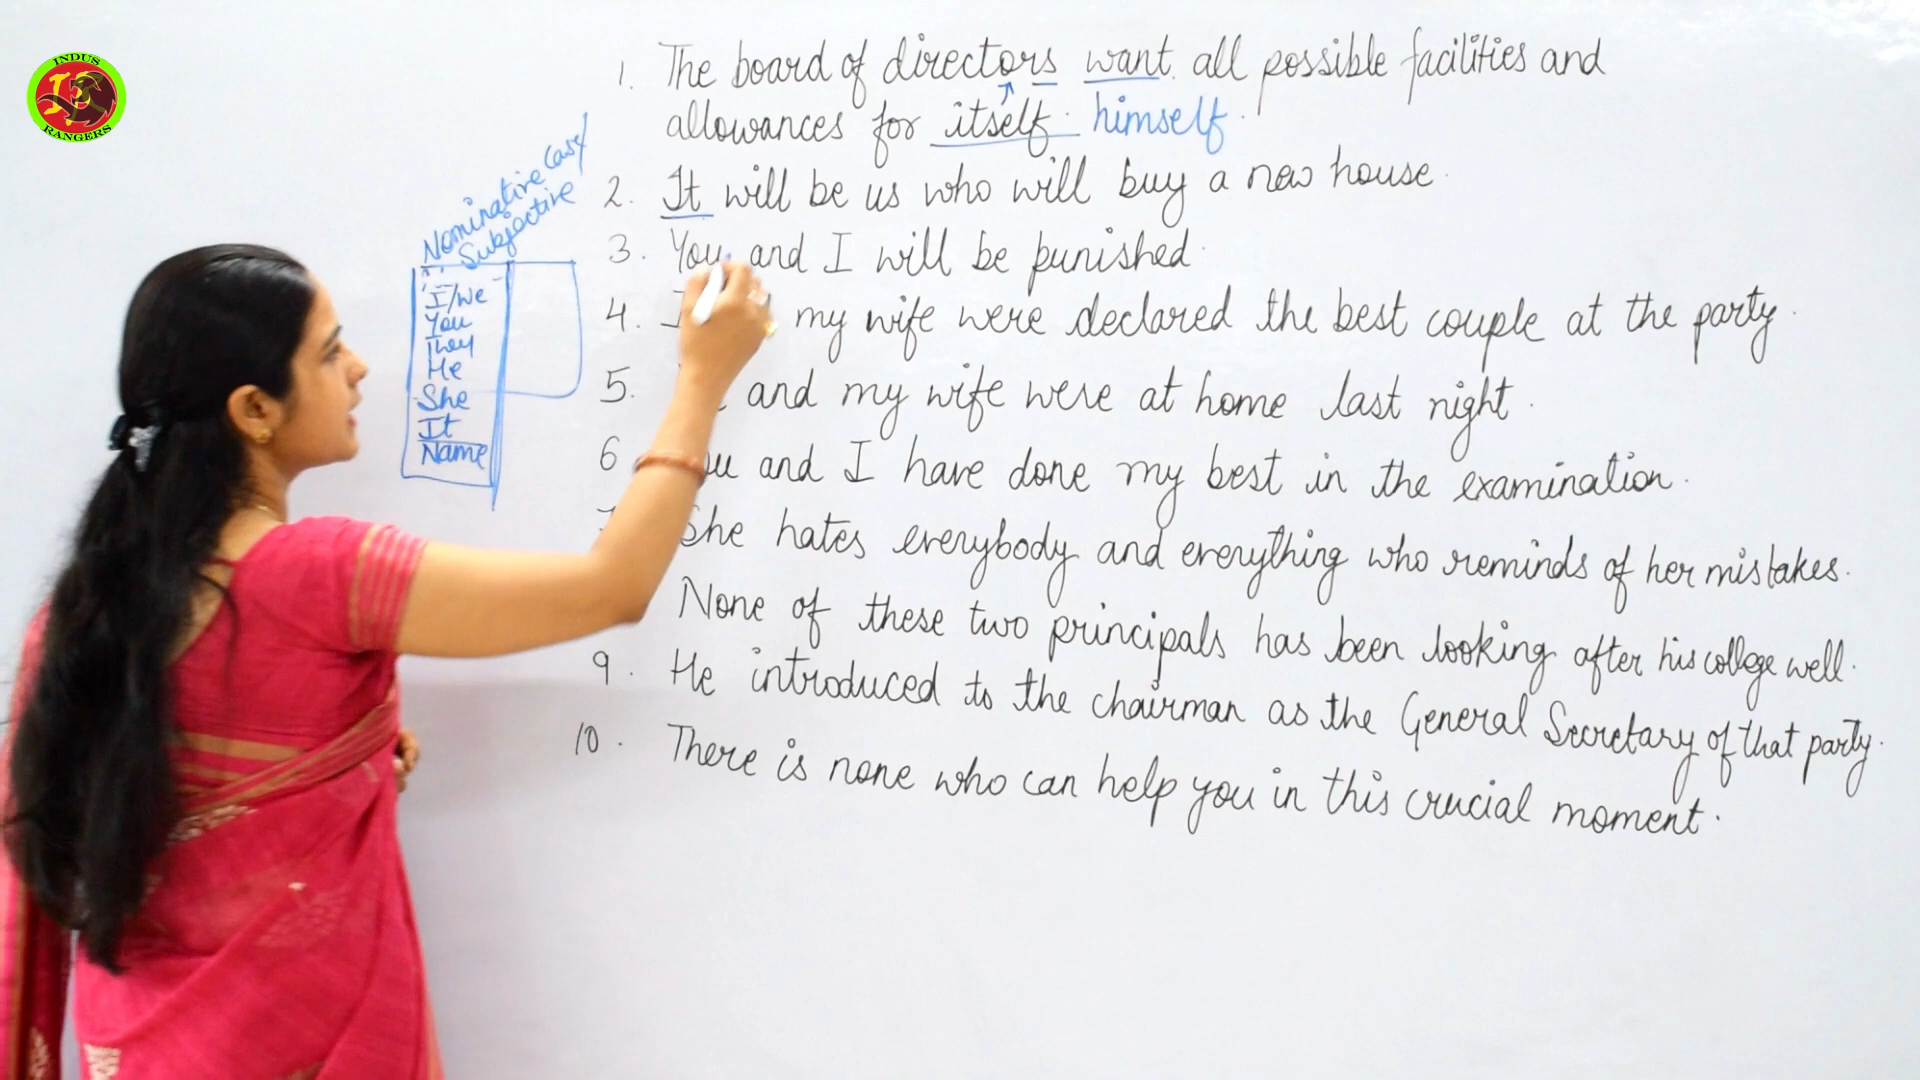 INDUS
RANGERS
1. The board of directors want all possible facilities and
allowances for itself. himself.
2. It will be us who will buy a new house.
3. You and I will be punished.
4. my wife were declared the best couple at the party.
5. and my wife were at home last night.
6 and I have done my best in the examination.
She hates everybody and everything who reminds of her mistakes.
None of these two principals has been looking after his college well.
9. He introduced to the chairman as the General Secretary of that party.
10. There is none who can help you in this crucial moment.
Nominative Case/
Subjective
I/We
You
They
He
She
It
Name